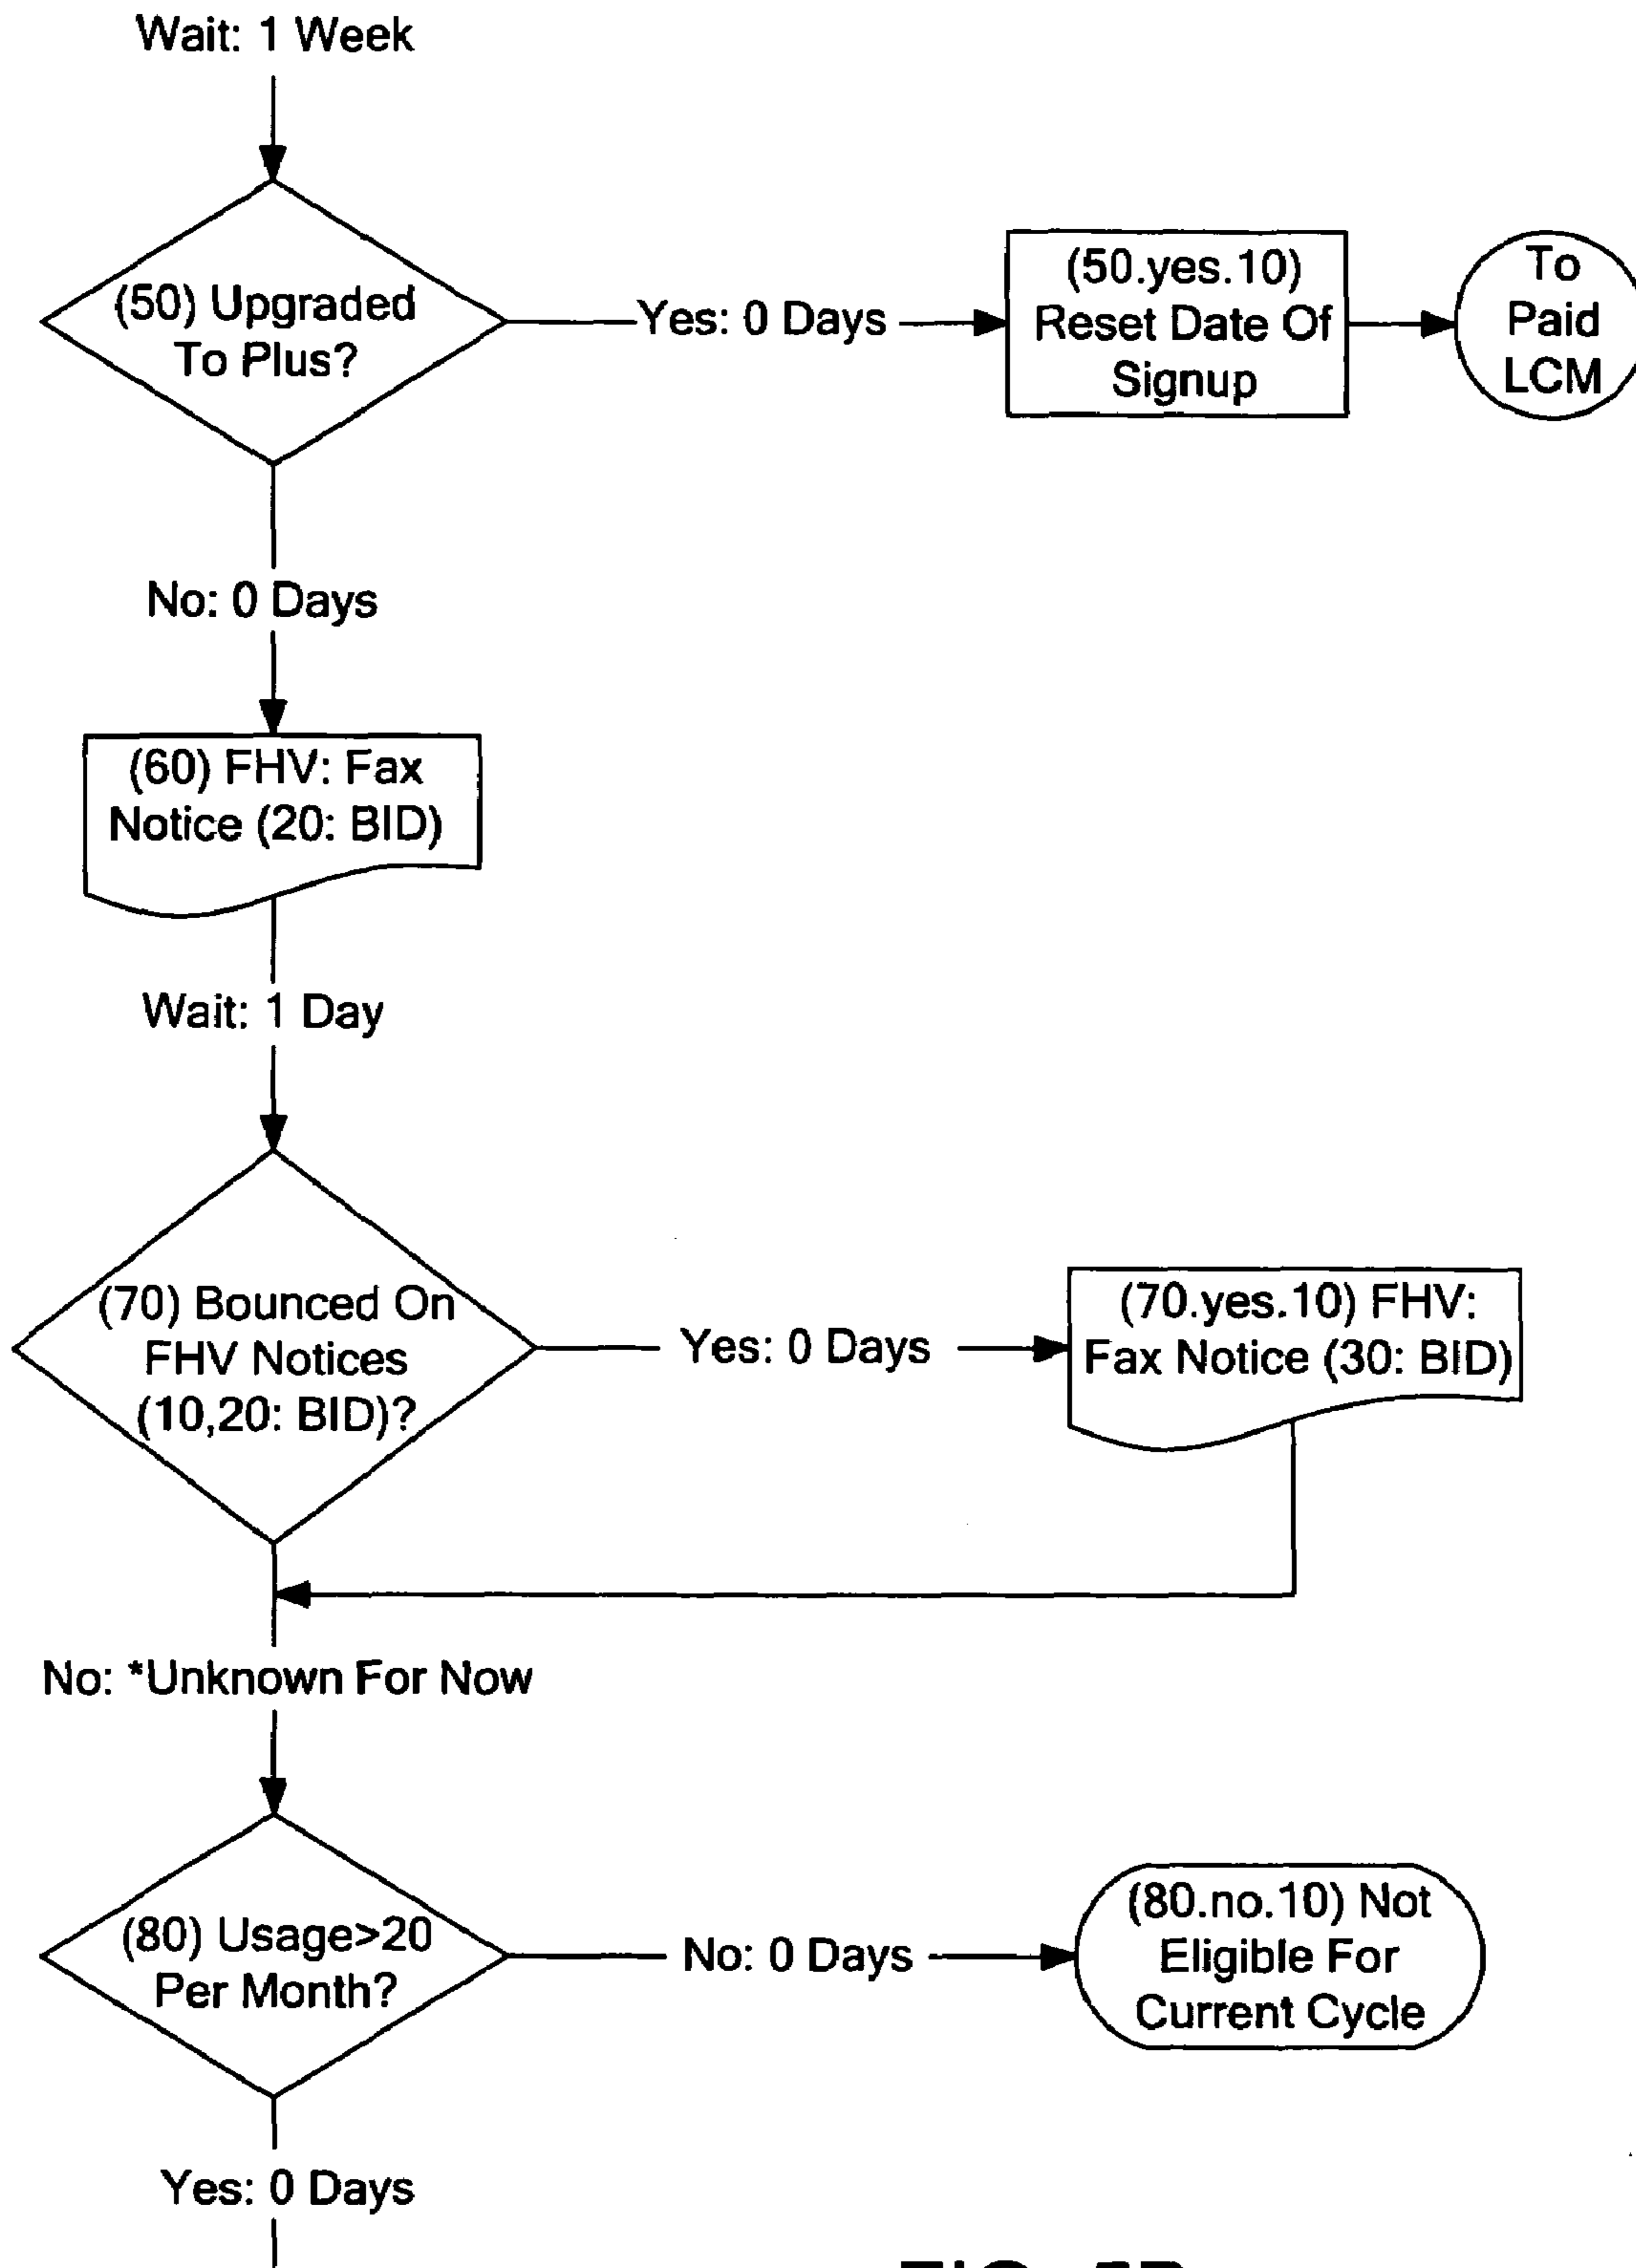 Wait: 1 Week
(50) Upgraded
To Plus?
Yes: 0 Days
(50.yes.10)
Reset Date Of
Signup
To
Paid
LCM
No: 0 Days
(60) FHV: Fax
Notice (20: BID)
Wait: 1 Day
(70) Bounced On
FHV Notices
(10,20: BID)?
Yes: 0 Days
(70.yes.10) FHV:
Fax Notice (30: BID)
No: *Unknown For Now
(80) Usage>20
Per Month?
No: 0 Days
(80.no.10) Not
Eligible For
Current Cycle
Yes: 0 Days